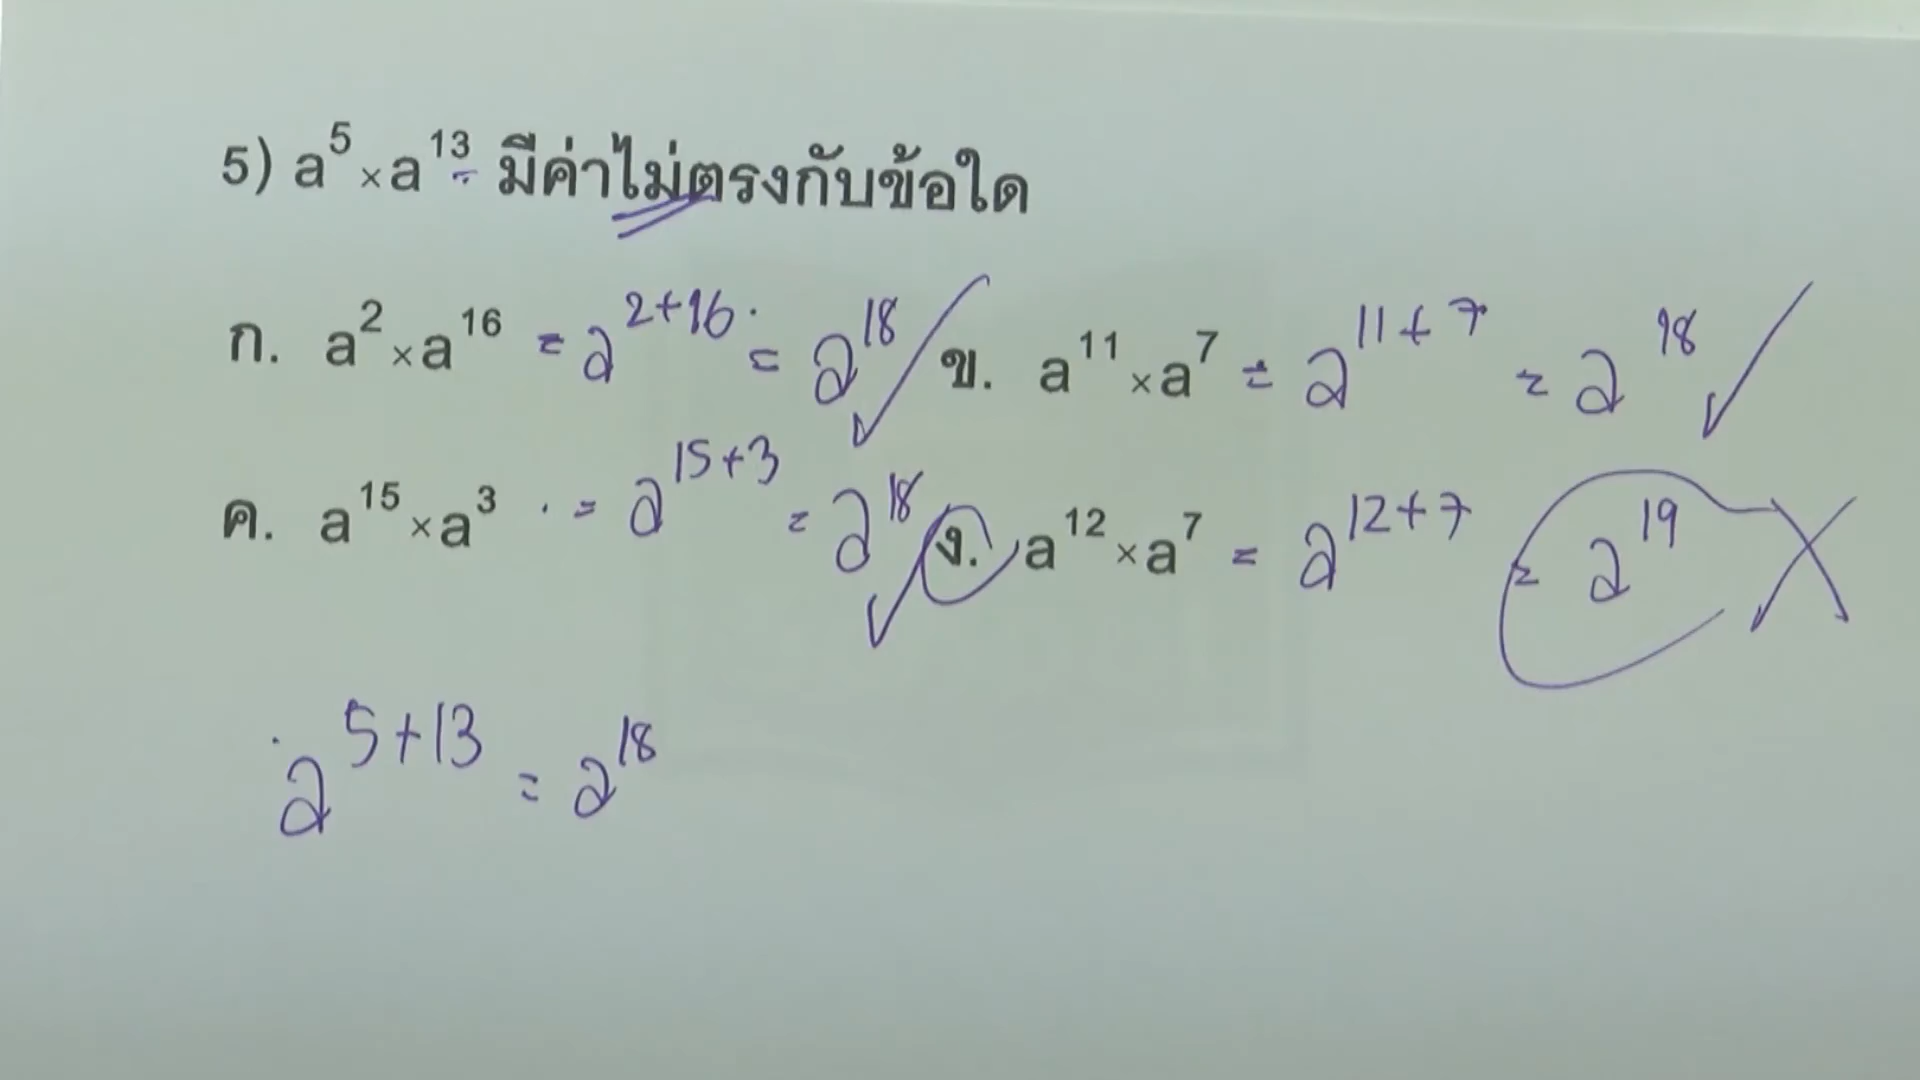 5) a⁵×a¹³ = มีค่าไม่ตรงกับข้อใด
ก. a²×a¹⁶ = a²⁺¹⁶ = a¹⁸ ✓ ข. a¹¹×a⁷ = a¹¹⁺⁷ = a¹⁸ ✓
ค. a¹⁵×a³ = a¹⁵⁺³ = a¹⁸ ✓ ง. a¹²×a⁷ = a¹²⁺⁷ = a¹⁹ ✗
a⁵⁺¹³ = a¹⁸